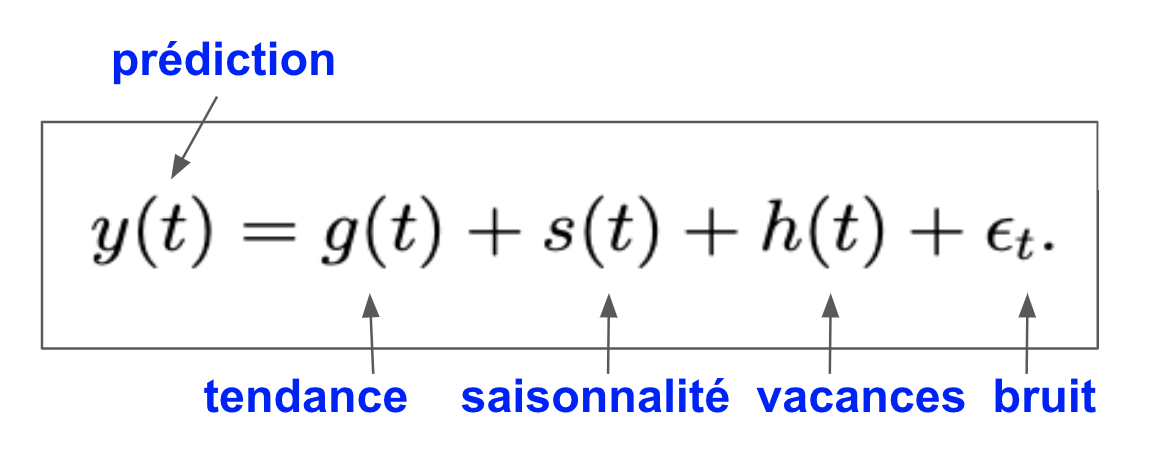 prédiction
y(t) = g(t) + s(t) + h(t) + ϵₜ.
tendance saisonnalité vacances bruit